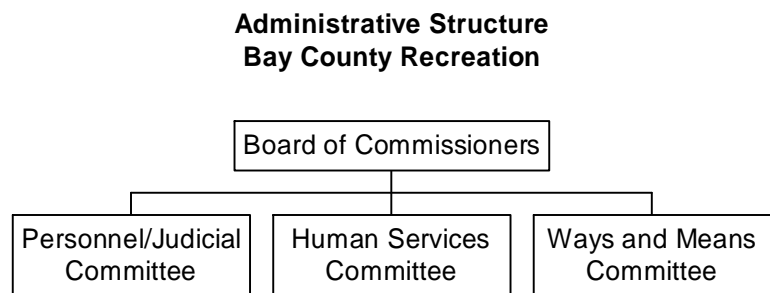 Administrative Structure
Bay County Recreation
Board of Commissioners
Personnel/Judicial
Committee
Human Services
Committee
Ways and Means
Committee